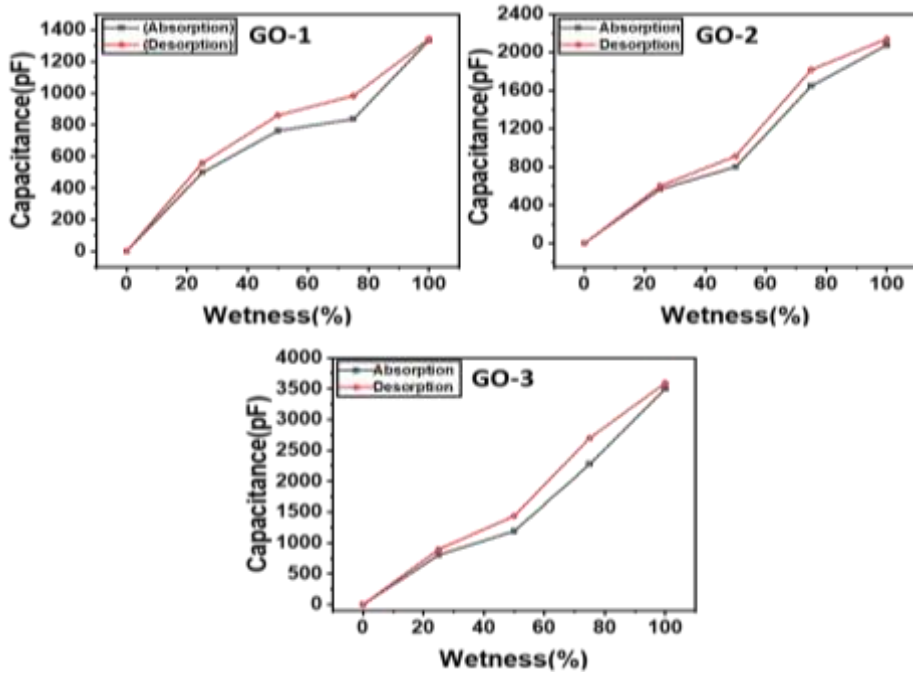 (Absorption)
(Desorption)
GO-1
1400
1200
1000
800
600
400
200
0
Capacitance(pF)
0 20 40 60 80 100
Wetness(%)
Absorption
Desorption
GO-2
2400
2000
1600
1200
800
400
0
Capacitance(pF)
0 20 40 60 80 100
Wetness(%)
Absorption
Desorption
GO-3
4000
3500
3000
2500
2000
1500
1000
500
0
Capacitance(pF)
0 20 40 60 80 100
Wetness(%)